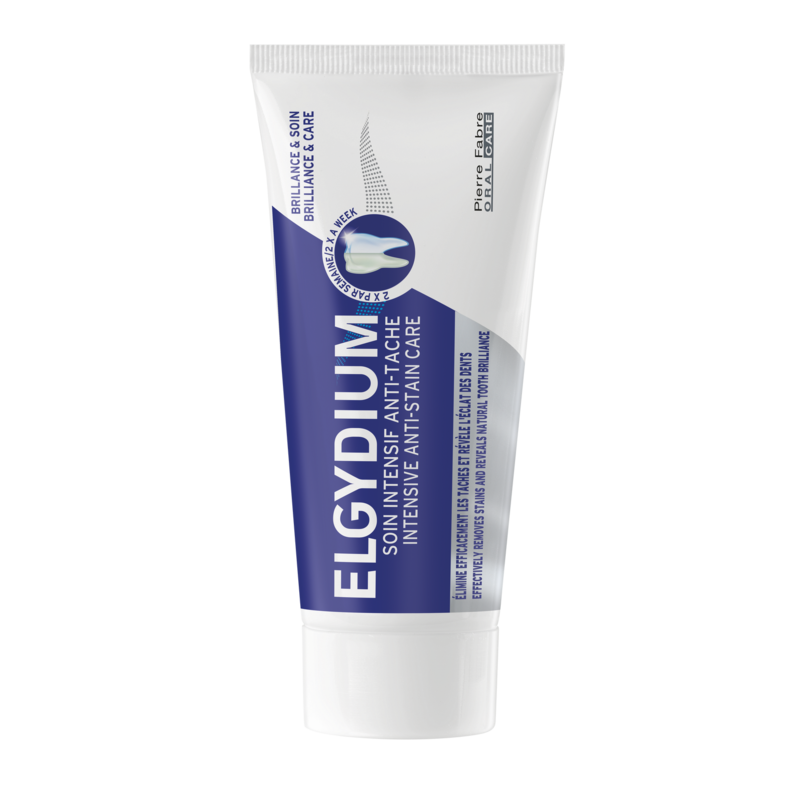 BRILLANCE & SOIN
BRILLIANCE & CARE
2 X PAR SEMAINE/2 X A WEEK
Pierre Fabre
ORAL CARE
ELGYDIUM
SOIN INTENSIF ANTI-TACHE
INTENSIVE ANTI-STAIN CARE
ÉLIMINE EFFICACEMENT LES TACHES ET RÉVÈLE L'ÉCLAT DES DENTS
EFFECTIVELY REMOVES STAINS AND REVEALS NATURAL TOOTH BRILLIANCE